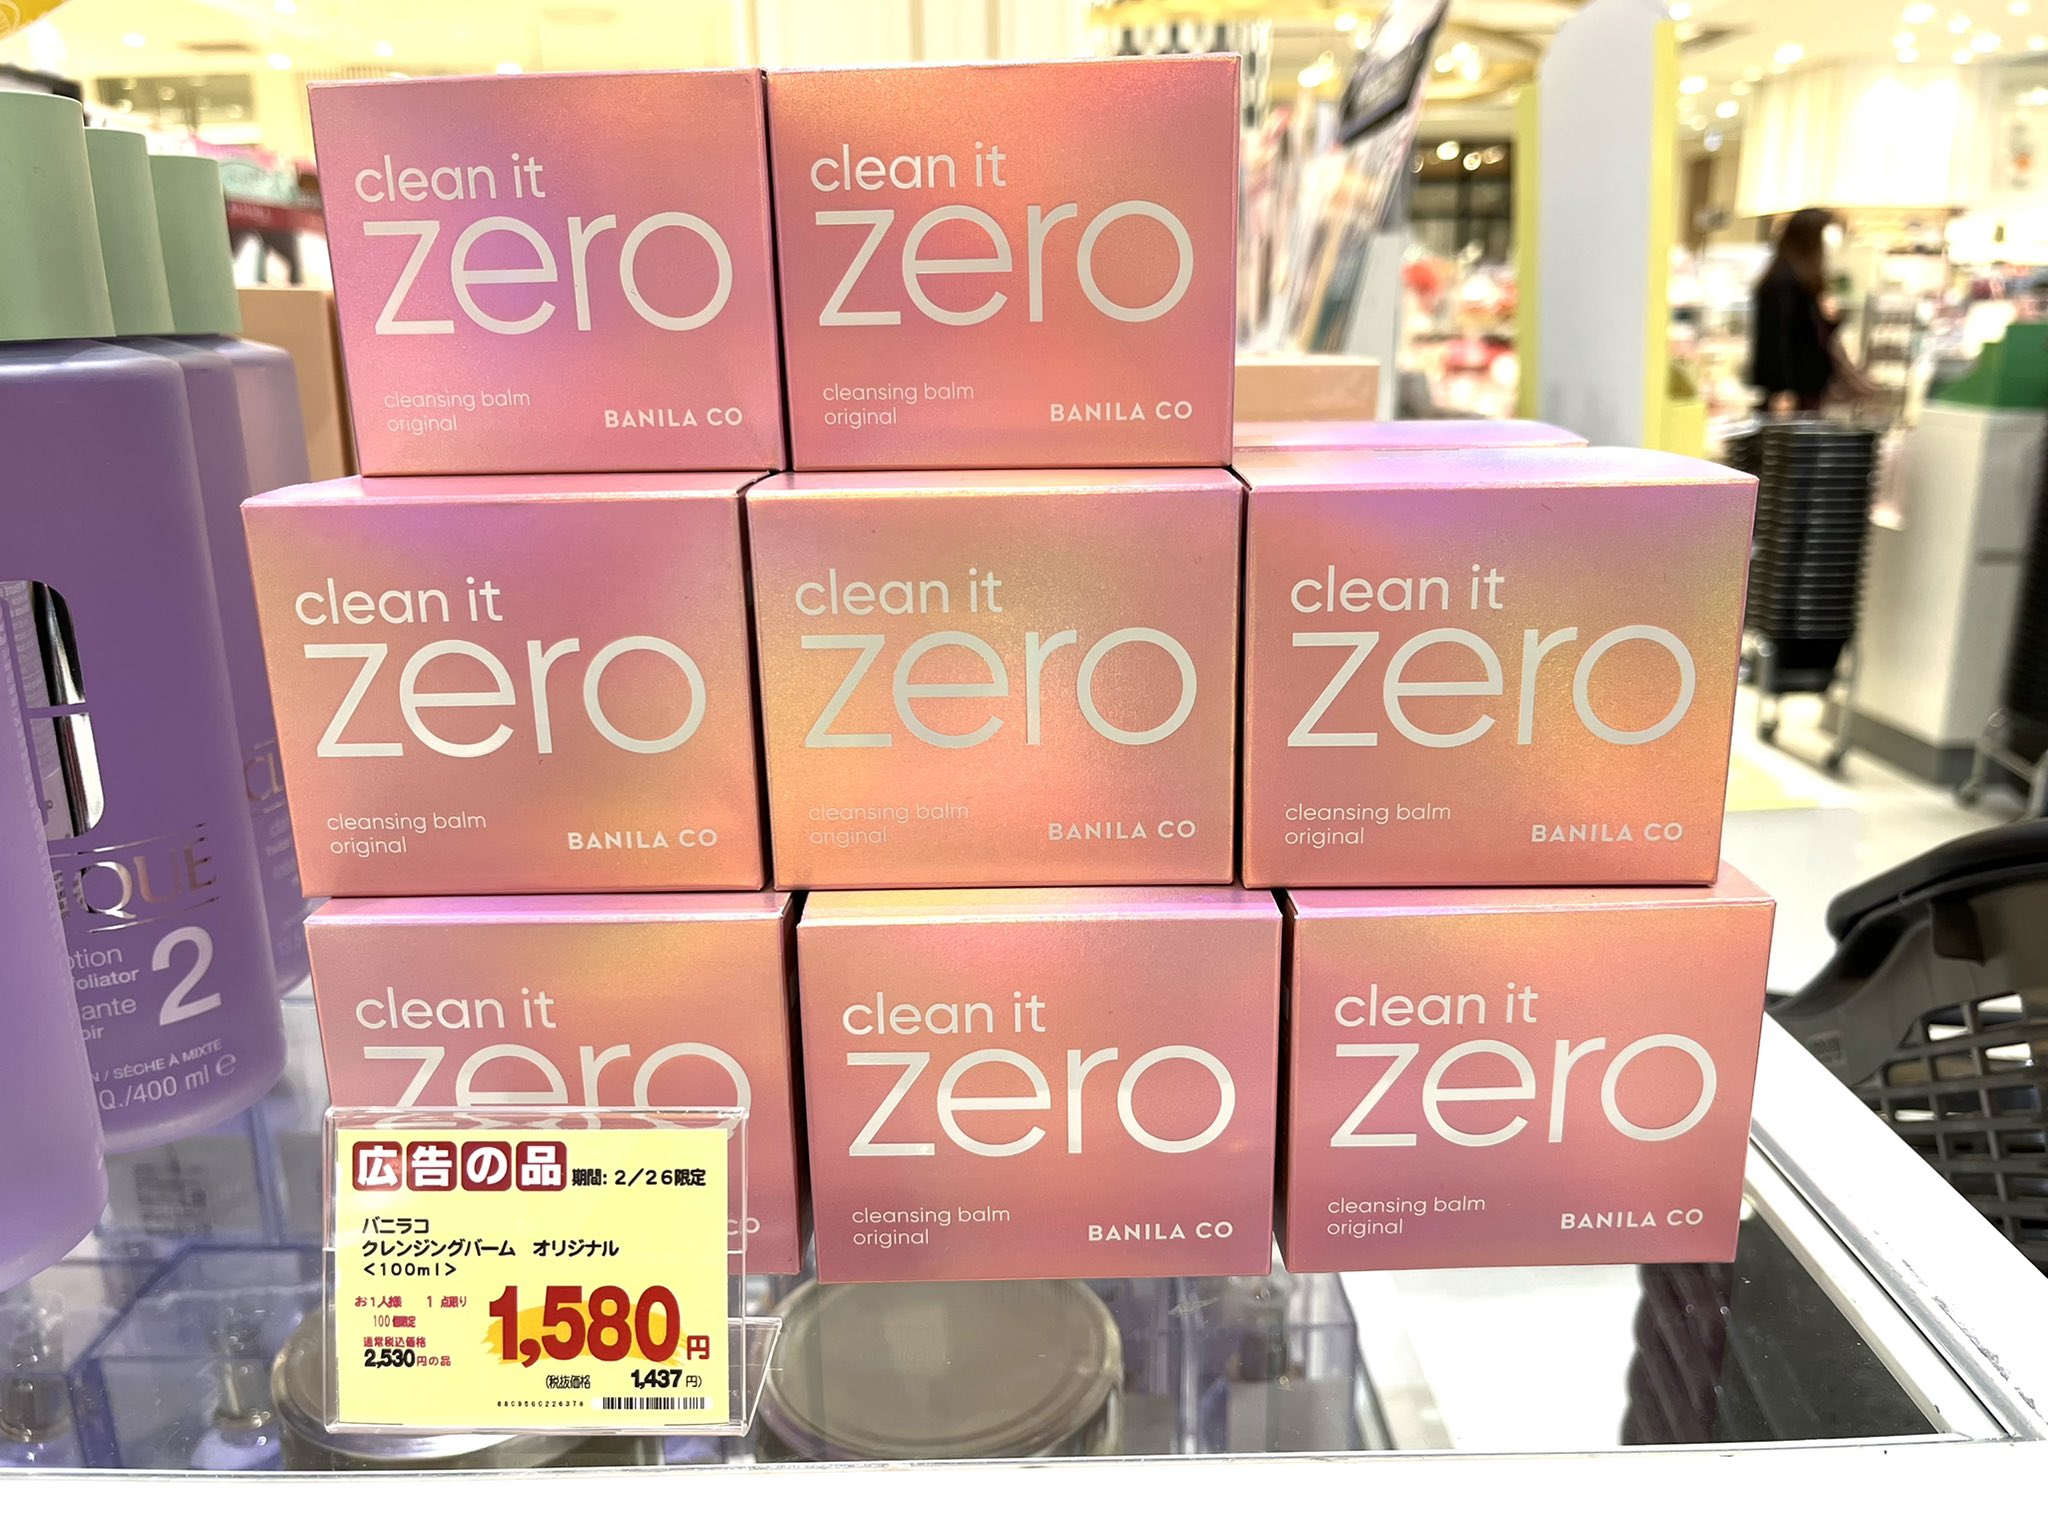 clean it
zero
cleansing balm
original
BANILA CO
clean it
zero
cleansing balm
original
BANILA CO
clean it
zero
cleansing balm
original
BANILA CO
clean it
zero
cleansing balm
original
BANILA CO
clean it
zero
cleansing balm
original
BANILA CO
clean it
zero
CO
clean it
zero
cleansing balm
original
BANILA CO
clean it
zero
cleansing balm
original
BANILA CO
広告の品 期間:2/26限定
バニラコ
クレンジングバーム オリジナル
<100ml>
お1人様 1点限り
100個限定
通常税込価格
2,530円の品
1,580円
(税抜価格 1,437円)
QUE
otion
foliator
2
ante
oir
N / SÈCHE À MIXTE
Q./400 ml e